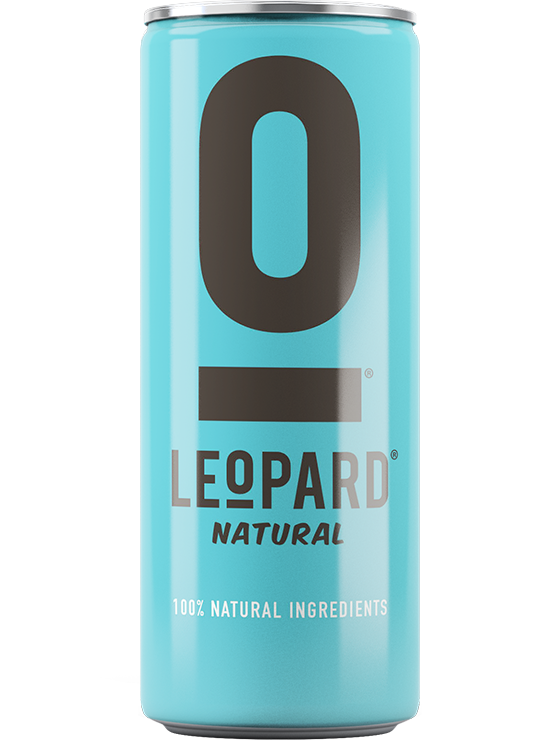 O
®
LEOPARD®
NATURAL
100% NATURAL INGREDIENTS